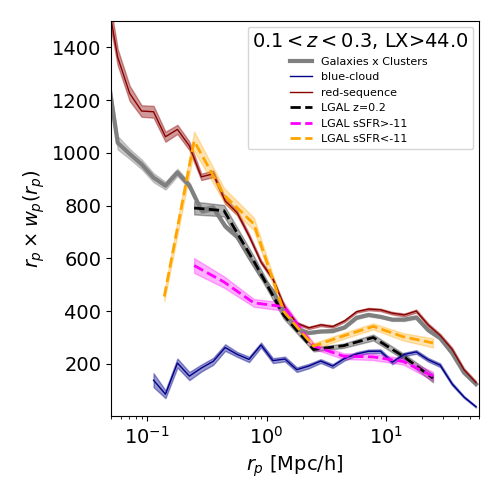 0.1 < z < 0.3, LX>44.0
Galaxies x Clusters
blue-cloud
red-sequence
LGAL z=0.2
LGAL sSFR>-11
LGAL sSFR<-11
1400
1200
1000
800
600
400
200
r_p × w_p(r_p)
10^{-1}
10^{0}
10^{1}
r_p [Mpc/h]